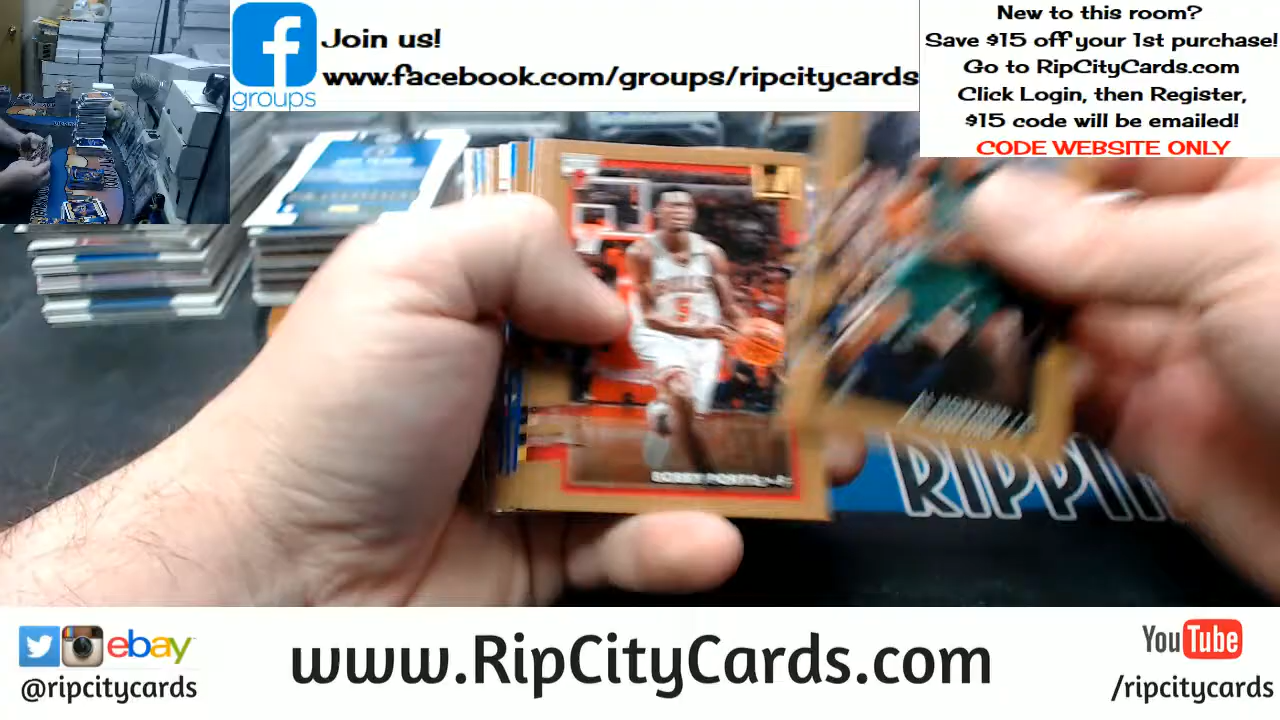 groups
Join us!
www.facebook.com/groups/ripcitycards
New to this room?
Save $15 off your 1st purchase!
Go to RipCityCards.com
Click Login, then Register,
$15 code will be emailed!
CODE WEBSITE ONLY
BOBBY PORTIS
RIPPIN
ebay
@ripcitycards
www.RipCityCards.com
YouTube
/ripcitycards